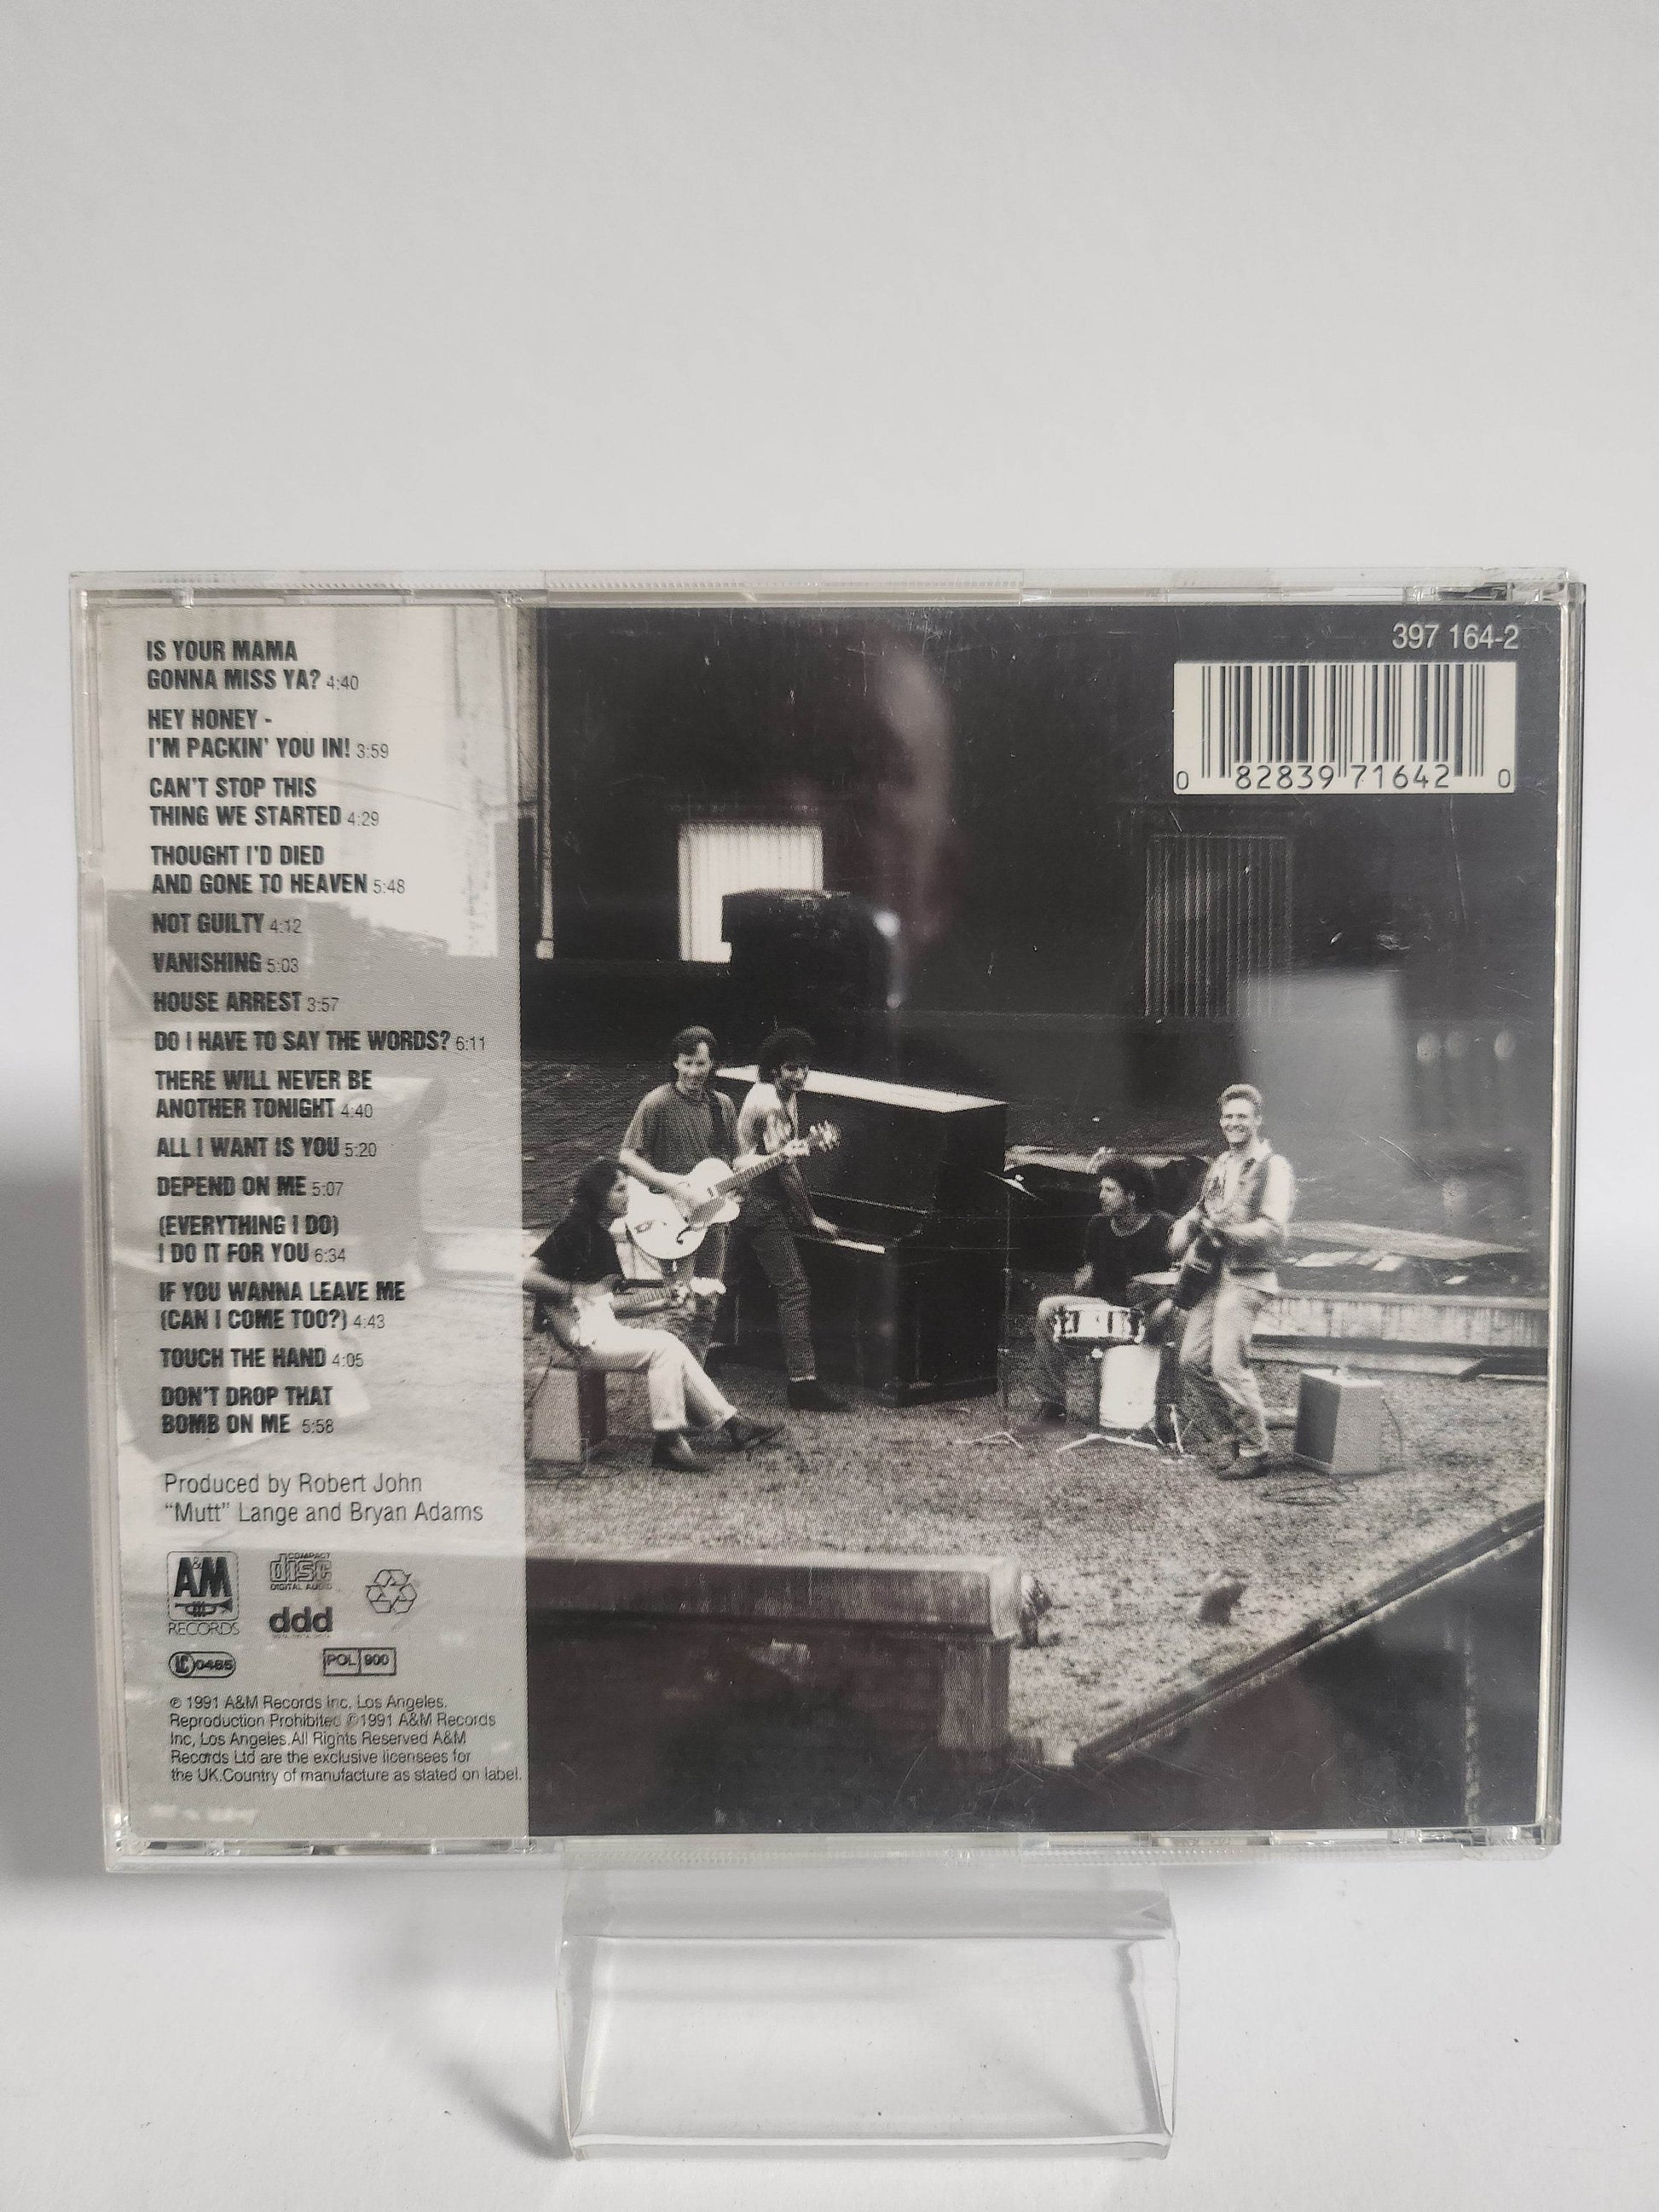 IS YOUR MAMA
GONNA MISS YA? 4:40
HEY HONEY -
I'M PACKIN' YOU IN! 3:59
CAN'T STOP THIS
THING WE STARTED 4:29
THOUGHT I'D DIED
AND GONE TO HEAVEN 5:48
NOT GUILTY 4:12
VANISHING 5:03
HOUSE ARREST 3:57
DO I HAVE TO SAY THE WORDS? 6:11
THERE WILL NEVER BE
ANOTHER TONIGHT 4:40
ALL I WANT IS YOU 5:20
DEPEND ON ME 5:07
(EVERYTHING I DO)
I DO IT FOR YOU 6:34
IF YOU WANNA LEAVE ME
(CAN I COME TOO?) 4:43
TOUCH THE HAND 4:05
DON'T DROP THAT
BOMB ON ME 5:58
Produced by Robert John
"Mutt" Lange and Bryan Adams
A&M
RECORDS
COMPACT
disc
DIGITAL AUDIO
ddd
LC 0485
POL 900
℗ 1991 A&M Records Inc. Los Angeles.
Reproduction Prohibited ©1991 A&M Records
Inc, Los Angeles.All Rights Reserved A&M
Records Ltd are the exclusive licensees for
the UK.Country of manufacture as stated on label.
397 164-2
0 82839 71642 0